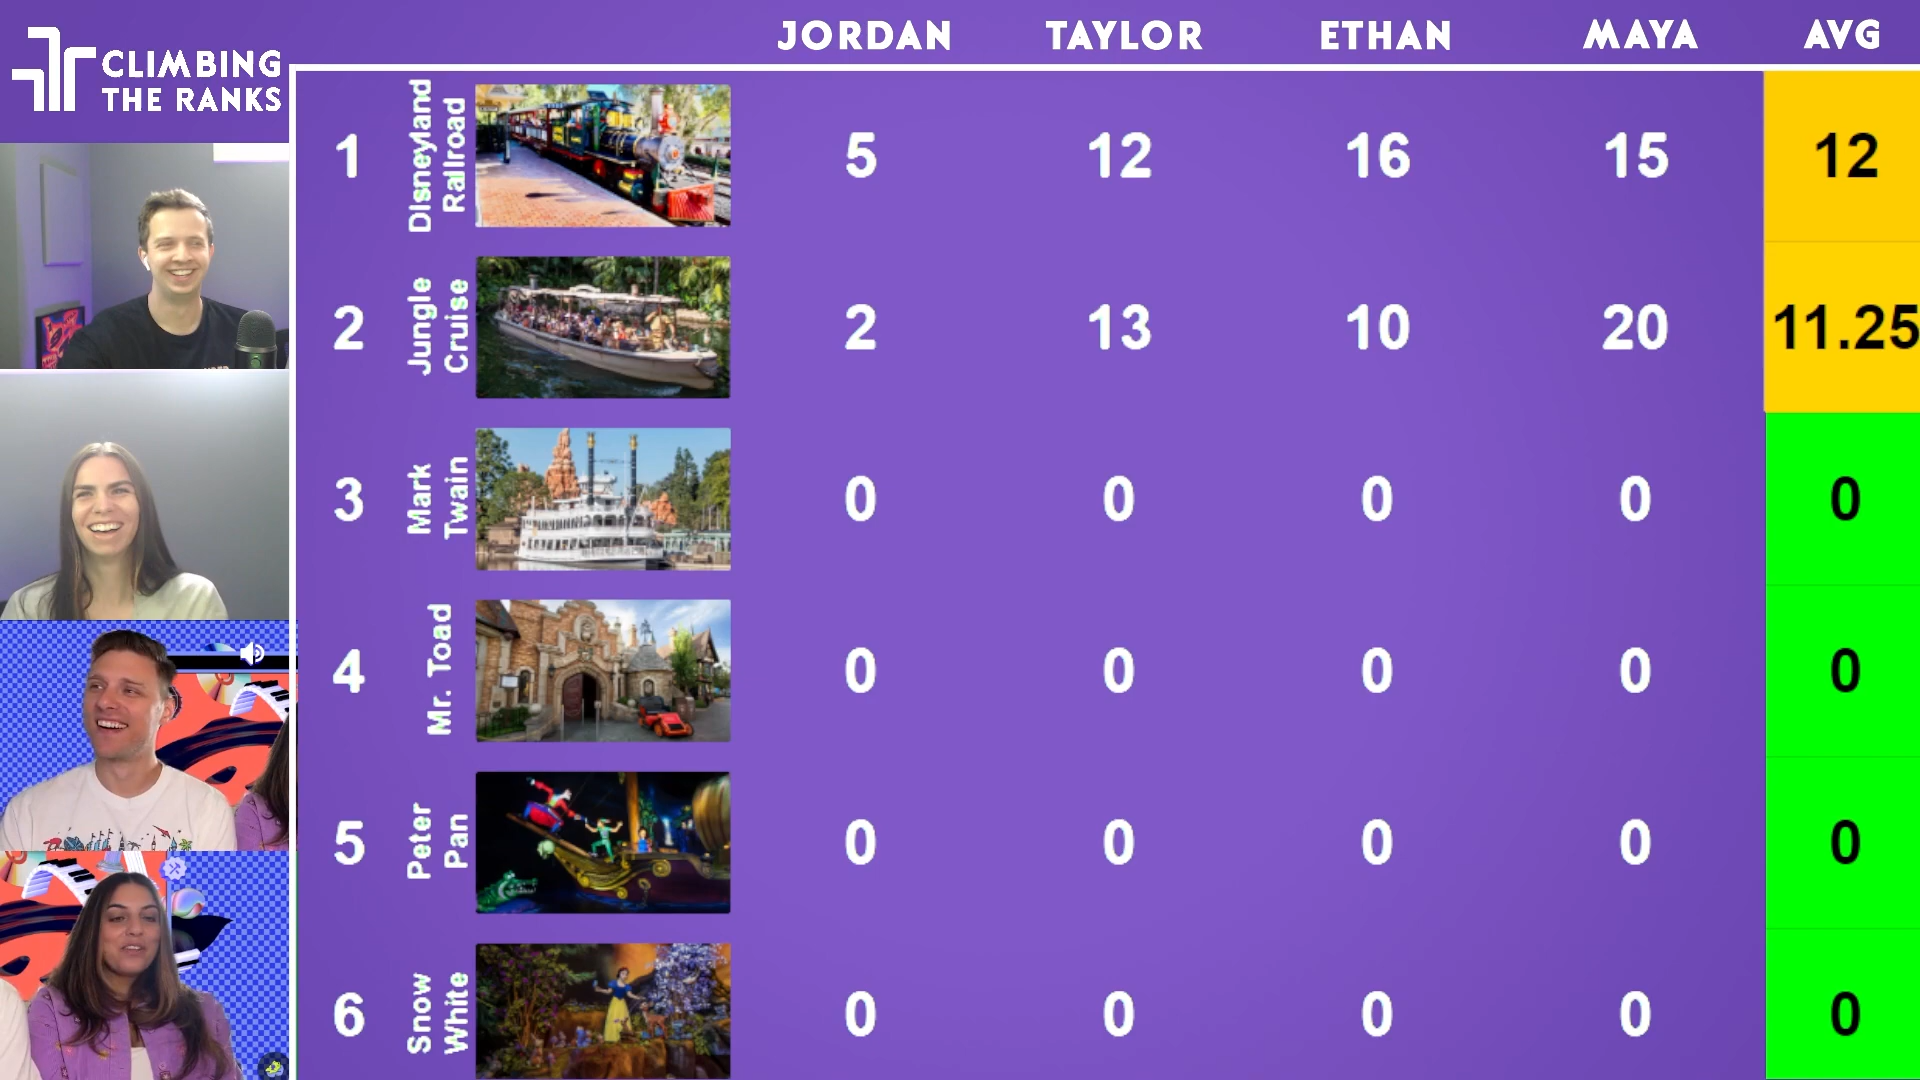 CLIMBING
THE RANKS
JORDAN TAYLOR ETHAN MAYA AVG
1 Disneyland Railroad 5 12 16 15 12
2 Jungle Cruise 2 13 10 20 11.25
3 Mark Twain 0 0 0 0 0
4 Mr. Toad 0 0 0 0 0
5 Peter Pan 0 0 0 0 0
6 Snow White 0 0 0 0 0